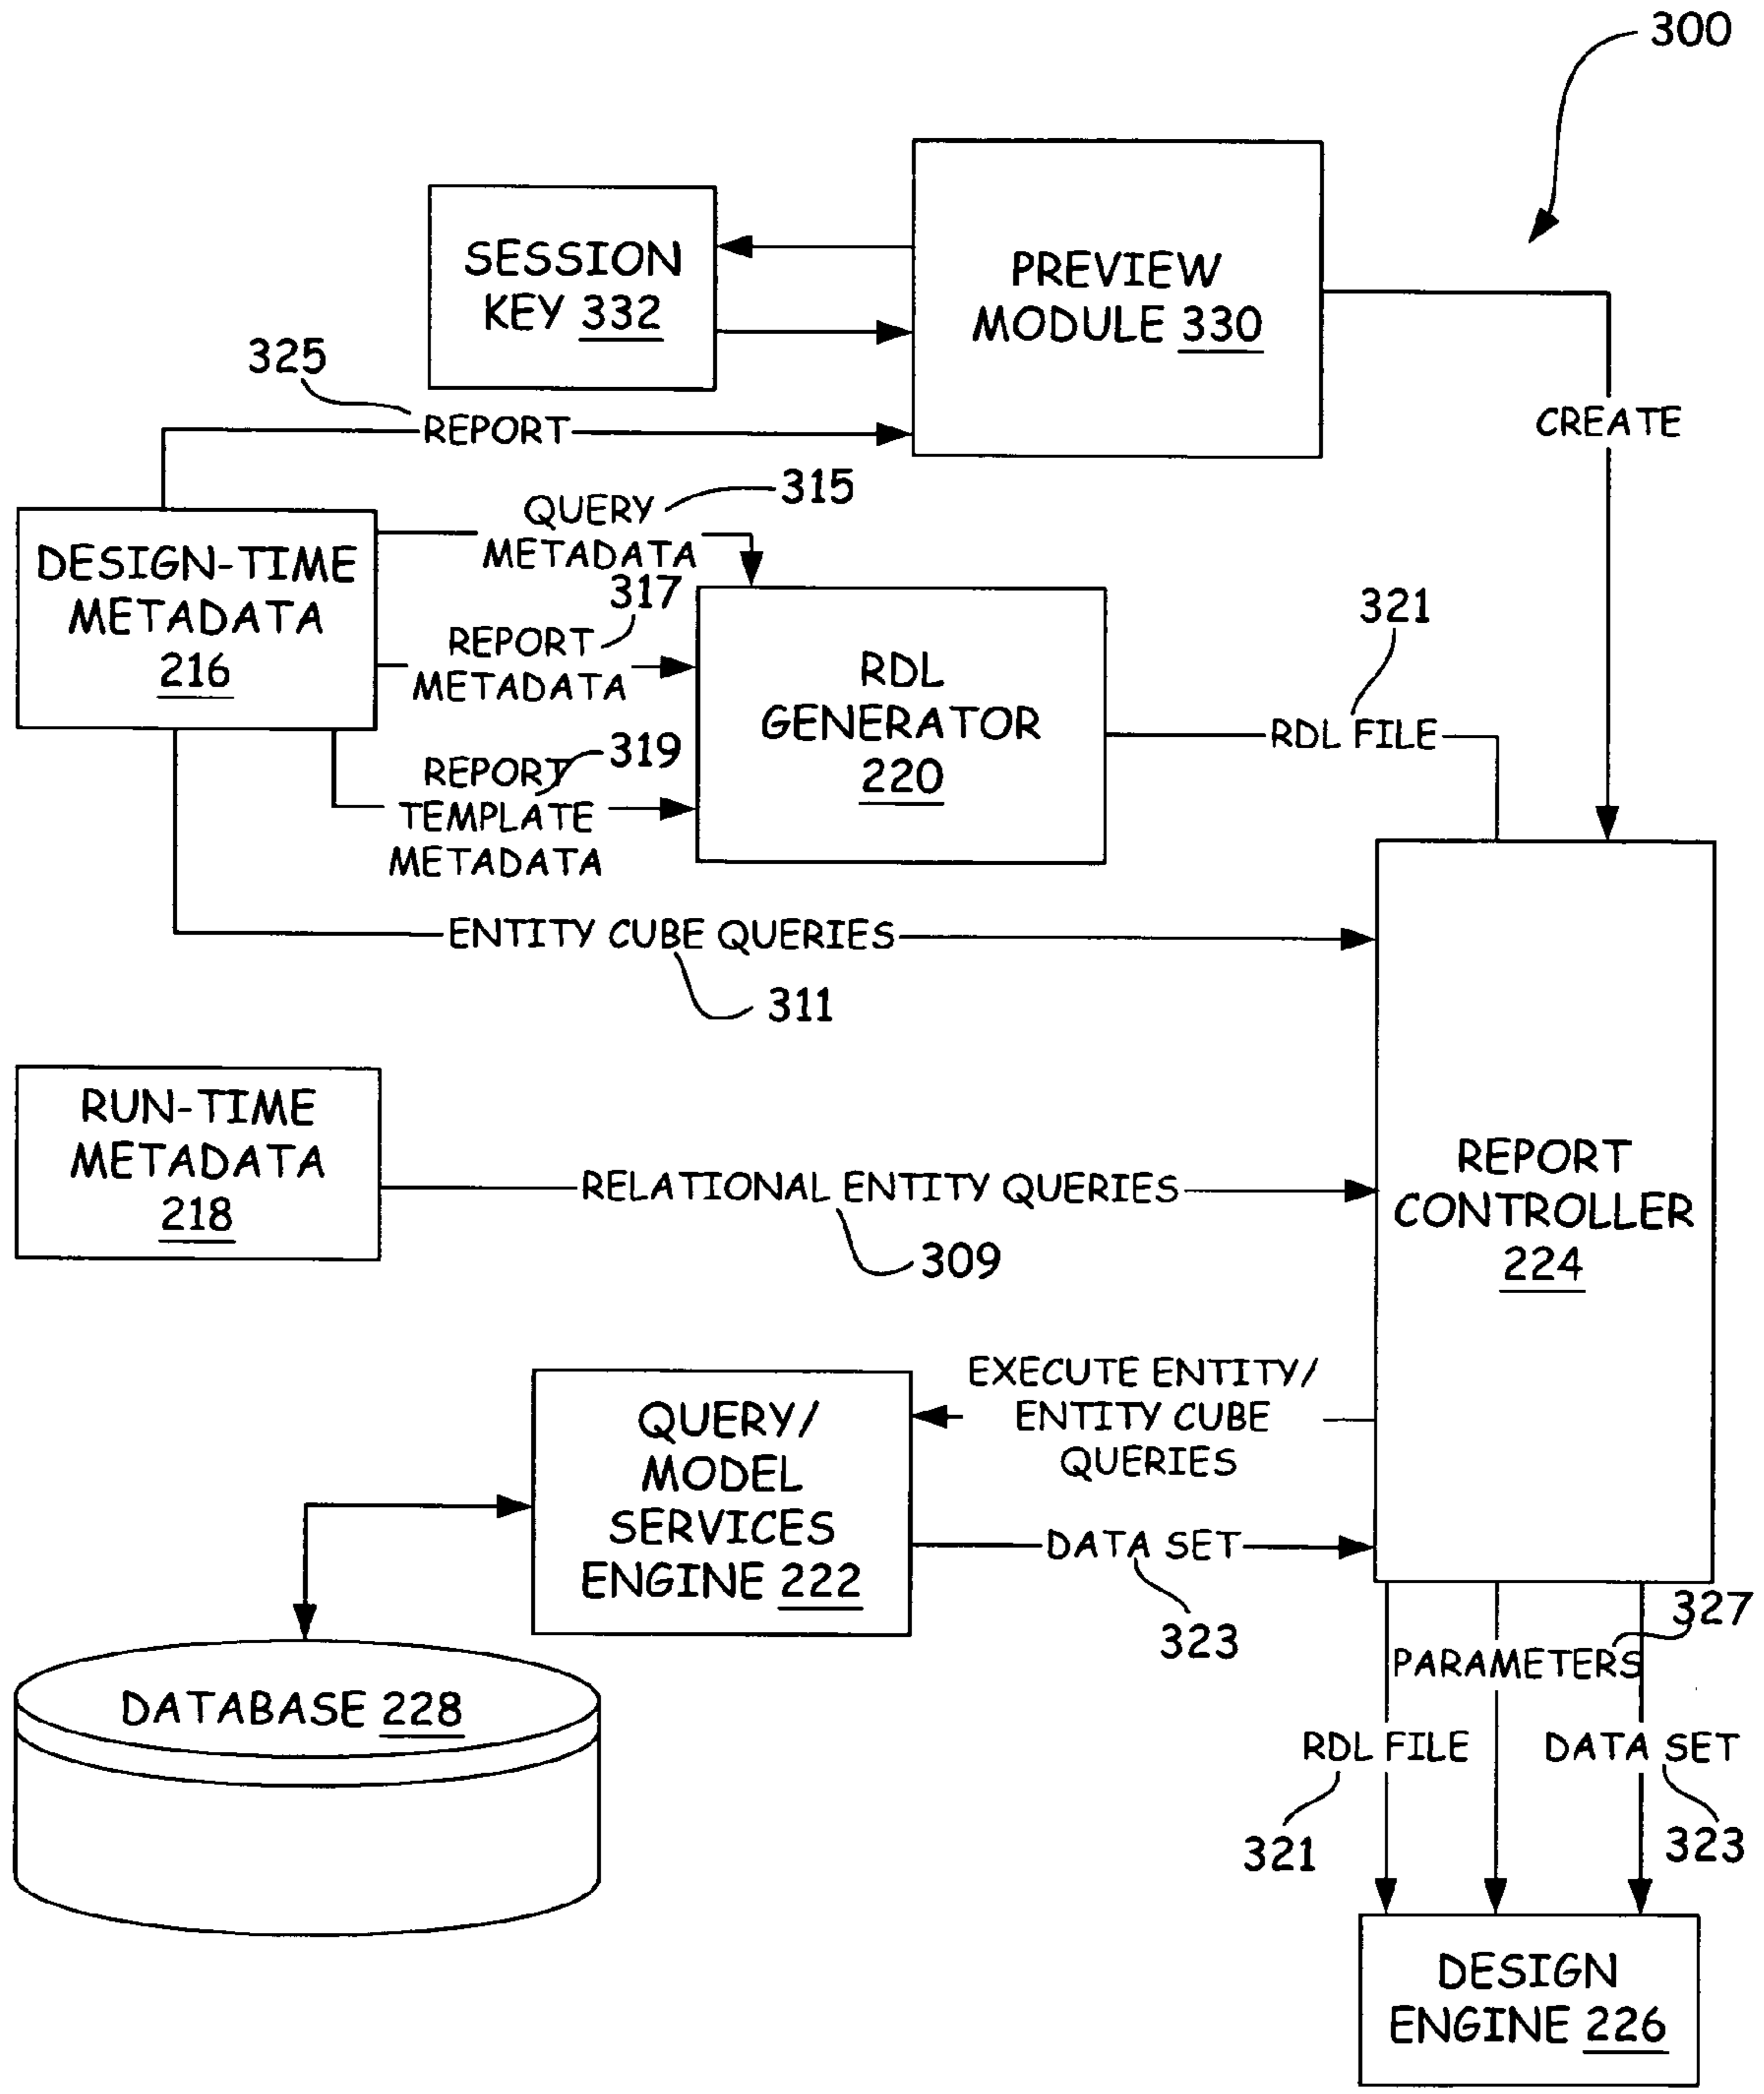 300
SESSION
KEY 332
PREVIEW
MODULE 330
325
REPORT
CREATE
QUERY
METADATA
315
DESIGN-TIME
METADATA
216
317
REPORT
METADATA
RDL
GENERATOR
220
321
RDL FILE
319
REPORT
TEMPLATE
METADATA
ENTITY CUBE QUERIES
311
RUN-TIME
METADATA
218
RELATIONAL ENTITY QUERIES
309
REPORT
CONTROLLER
224
EXECUTE ENTITY/
ENTITY CUBE
QUERIES
QUERY/
MODEL
SERVICES
ENGINE 222
DATA SET
323
327
PARAMETERS
DATABASE 228
RDL FILE
DATA SET
321
323
DESIGN
ENGINE 226